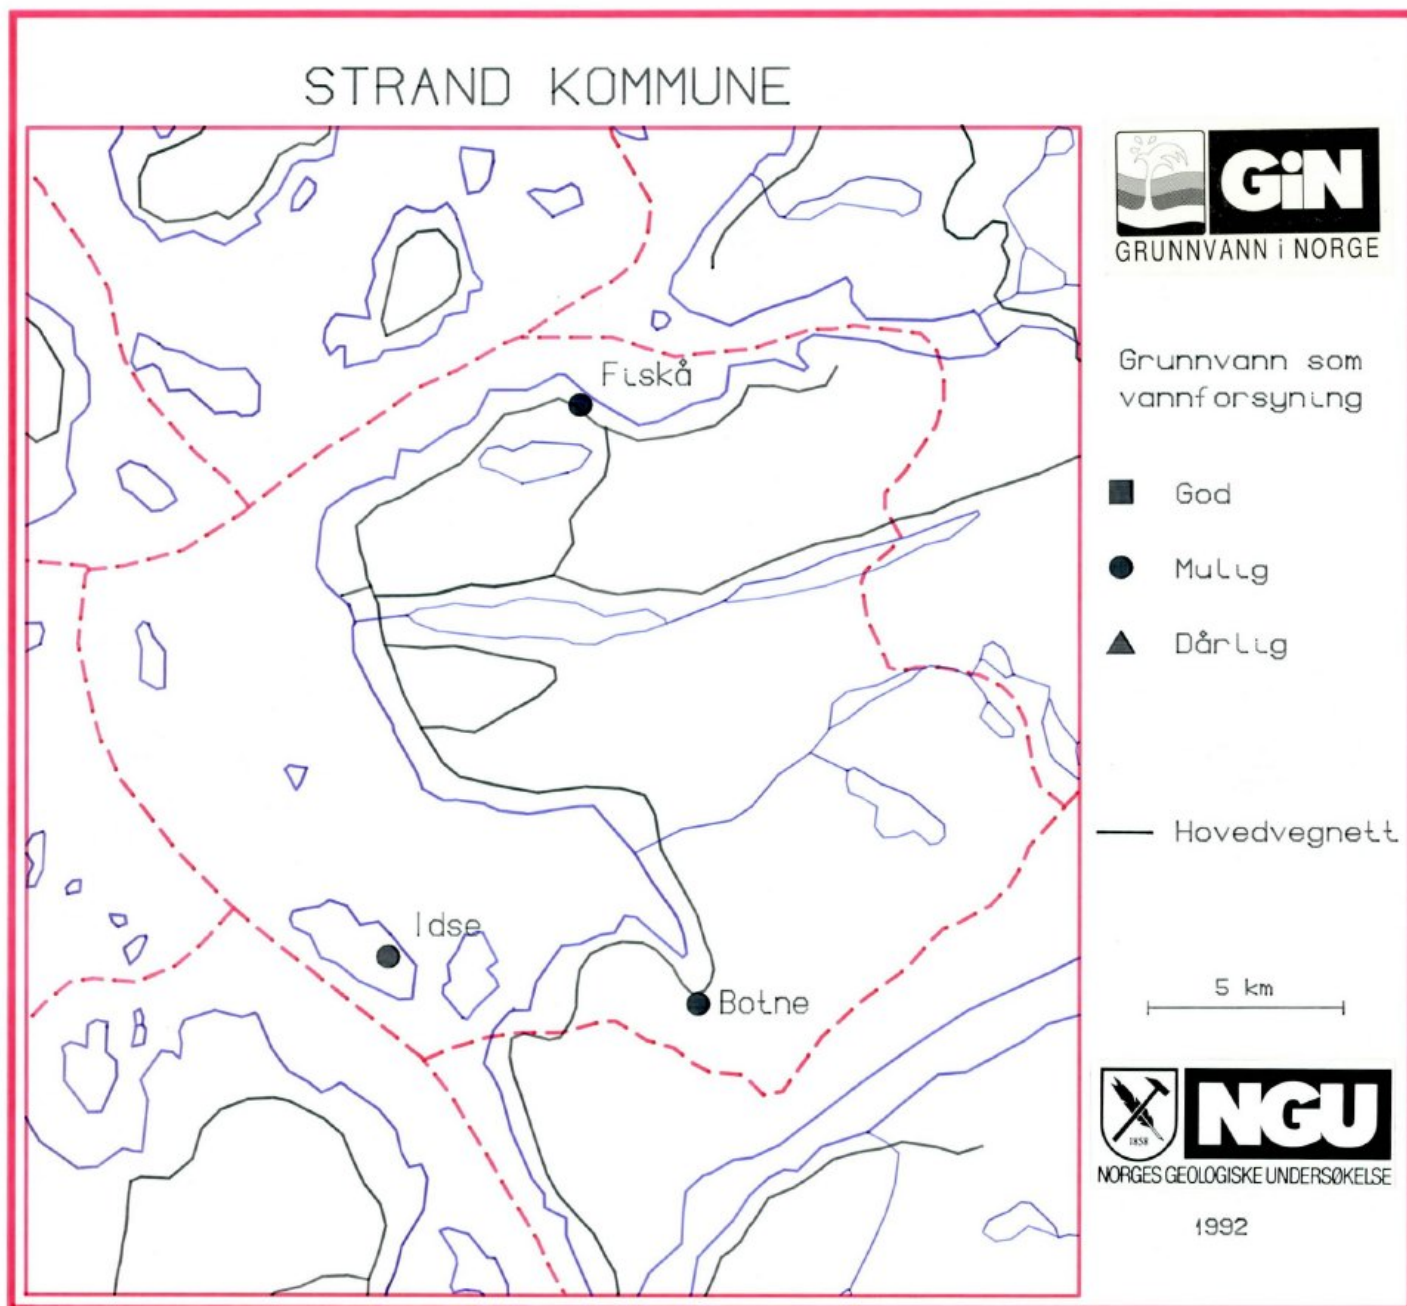 STRAND KOMMUNE
GiN
GRUNNVANN i NORGE
Grunnvann som
vannforsyning
God
Mulig
Dårlig
Hovedvegnett
Fiskå
Idse
Botne
5 km
1858
NGU
NORGES GEOLOGISKE UNDERSØKELSE
1992